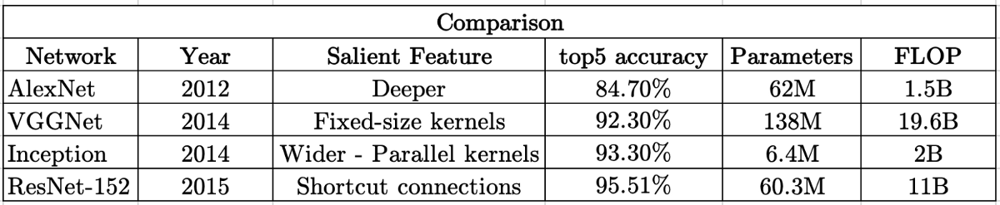 Comparison
Network Year Salient Feature top5 accuracy Parameters FLOP
AlexNet 2012 Deeper 84.70% 62M 1.5B
VGGNet 2014 Fixed-size kernels 92.30% 138M 19.6B
Inception 2014 Wider - Parallel kernels 93.30% 6.4M 2B
ResNet-152 2015 Shortcut connections 95.51% 60.3M 11B